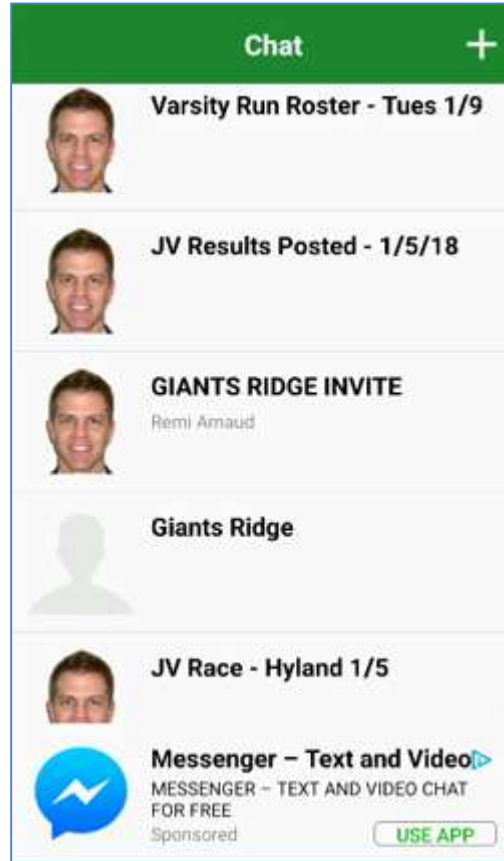 Chat
Varsity Run Roster - Tues 1/9
JV Results Posted - 1/5/18
GIANTS RIDGE INVITE
Remi Arnaud
Giants Ridge
JV Race - Hyland 1/5
Messenger – Text and Video
MESSENGER – TEXT AND VIDEO CHAT
FOR FREE
Sponsored
USE APP